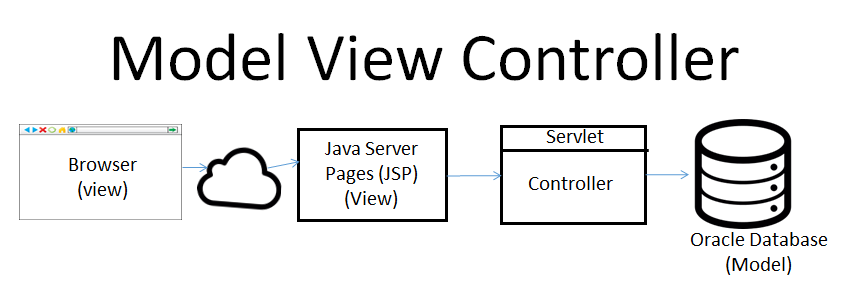 Model View Controller
Browser
(view)
Java Server
Pages (JSP)
(View)
Servlet
Controller
Oracle Database
(Model)